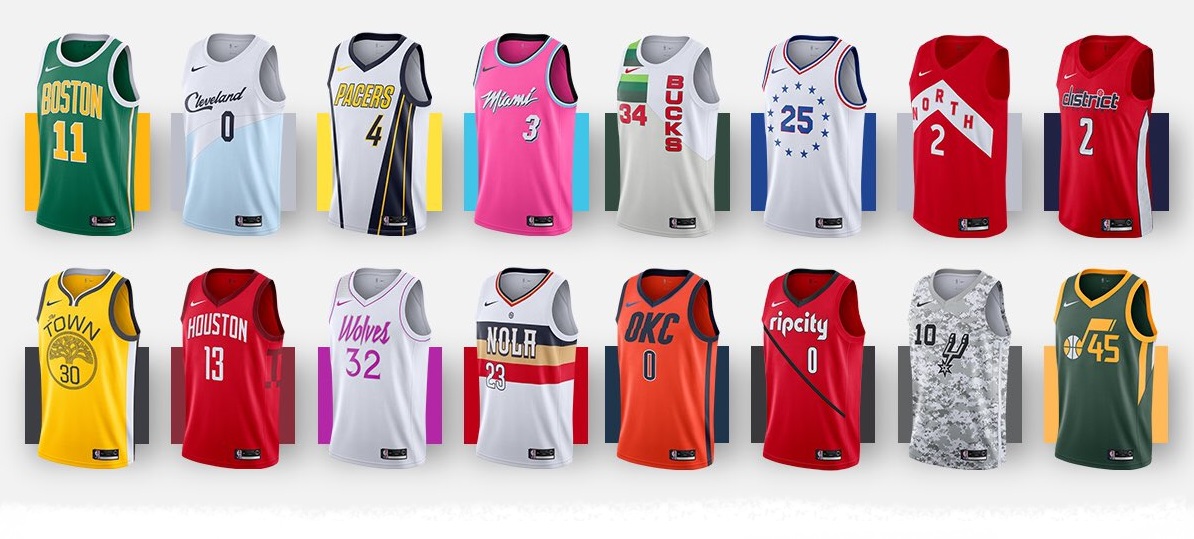 BOSTON
11
Cleveland
0
PACERS
4
Miami
3
BUCKS
34
25
NORTH
2
district
2
The
TOWN
30
HOUSTON
13
Wolves
32
NOLA
23
OKC
0
ripcity
0
10
45